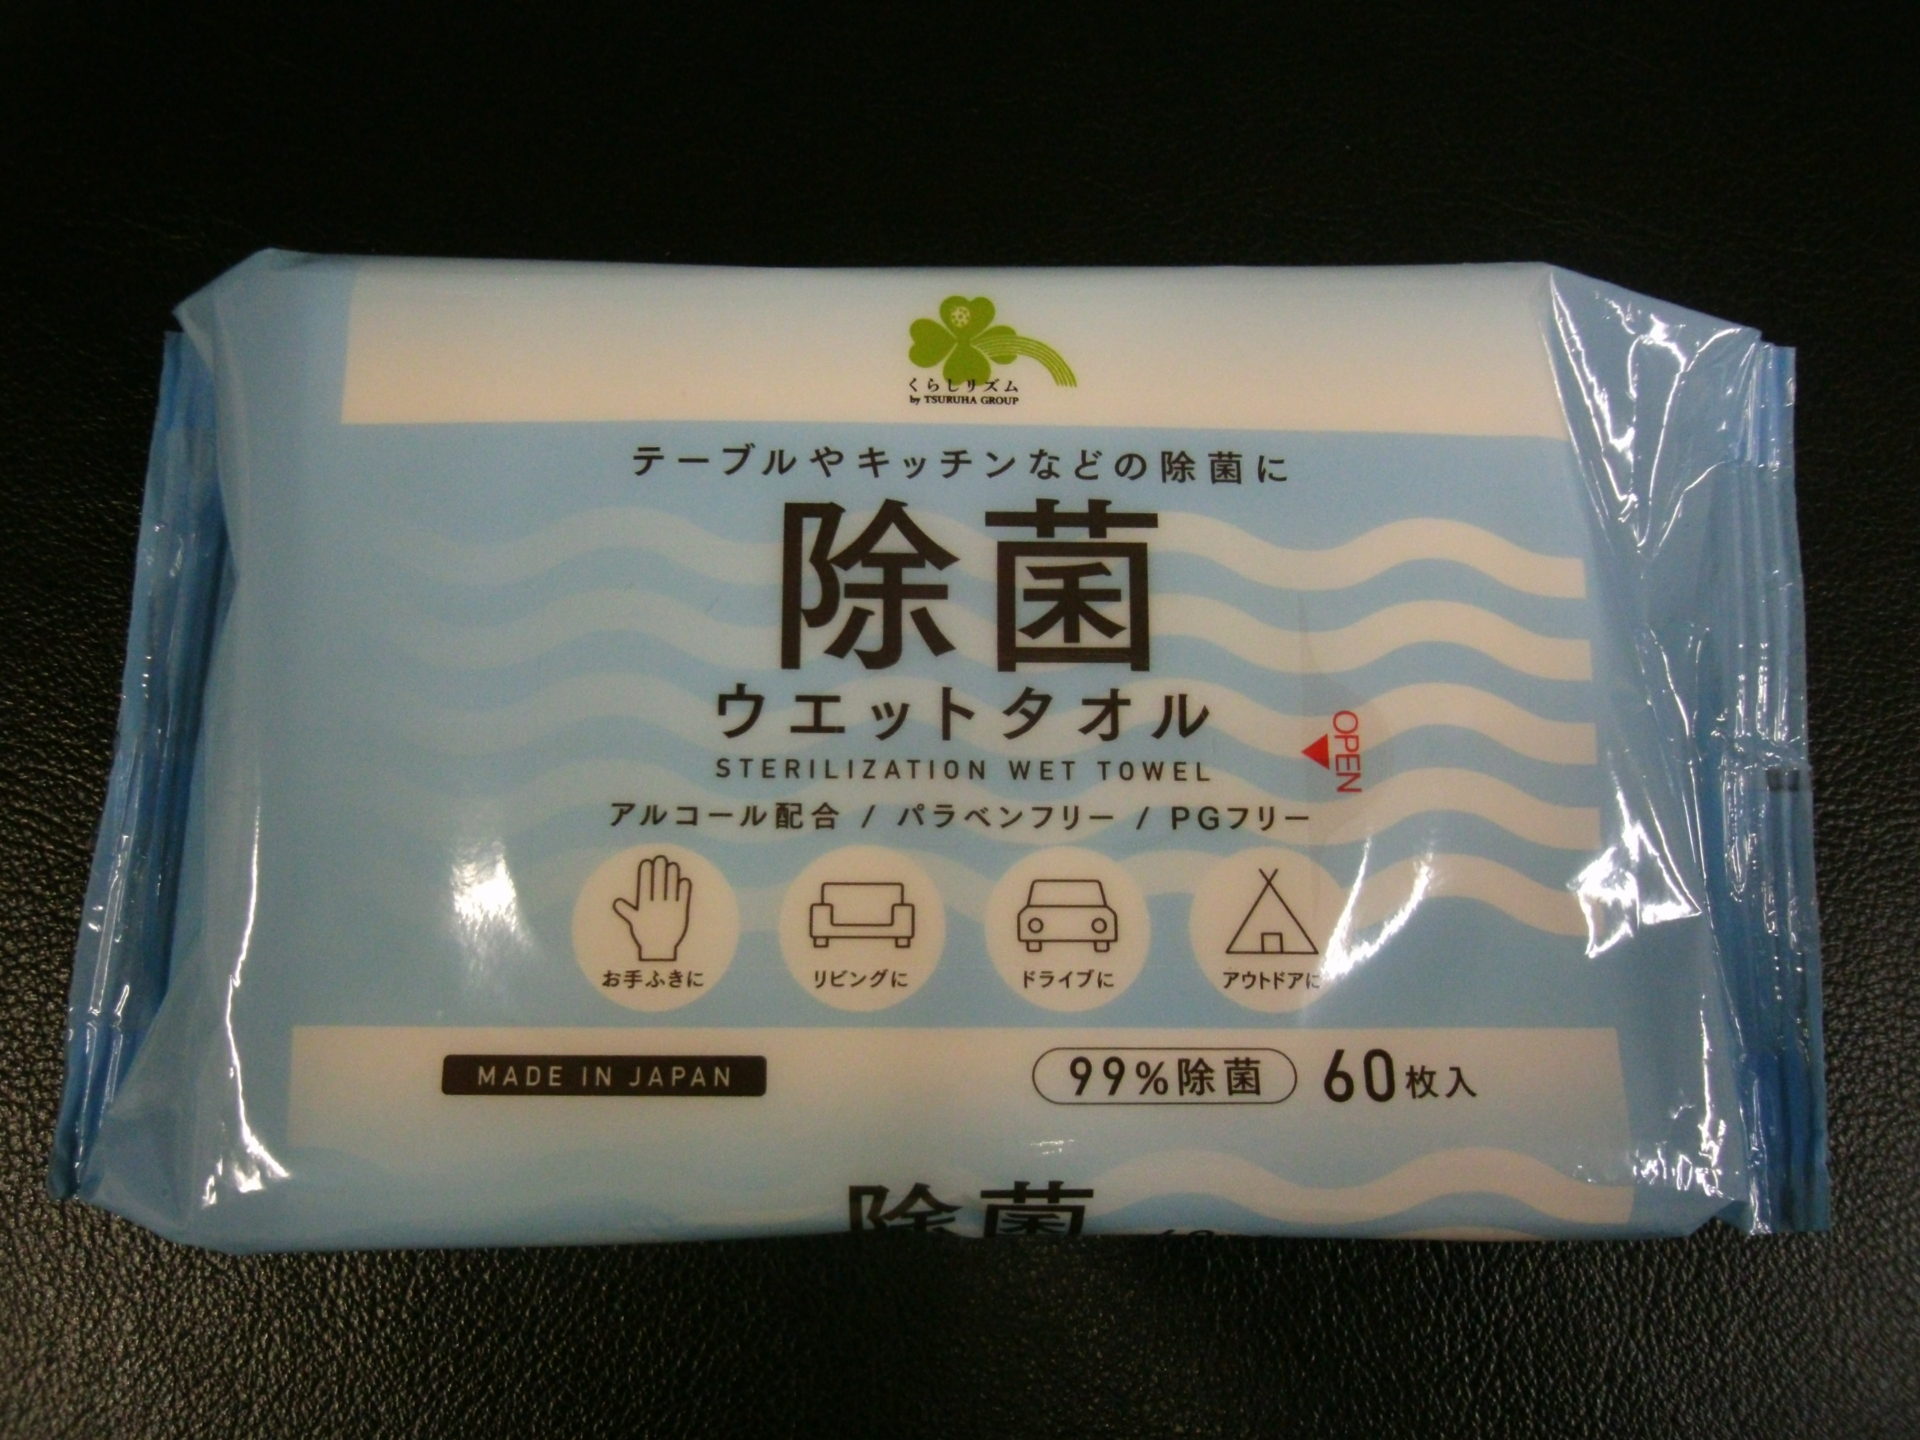 くらしリズム
by TSURUHA GROUP
テーブルやキッチンなどの除菌に
除菌
ウエットタオル
STERILIZATION WET TOWEL
OPEN
アルコール配合 / パラベンフリー / PGフリー
お手ふきに
リビングに
ドライブに
アウトドアに
MADE IN JAPAN
99%除菌 60枚入
除菌